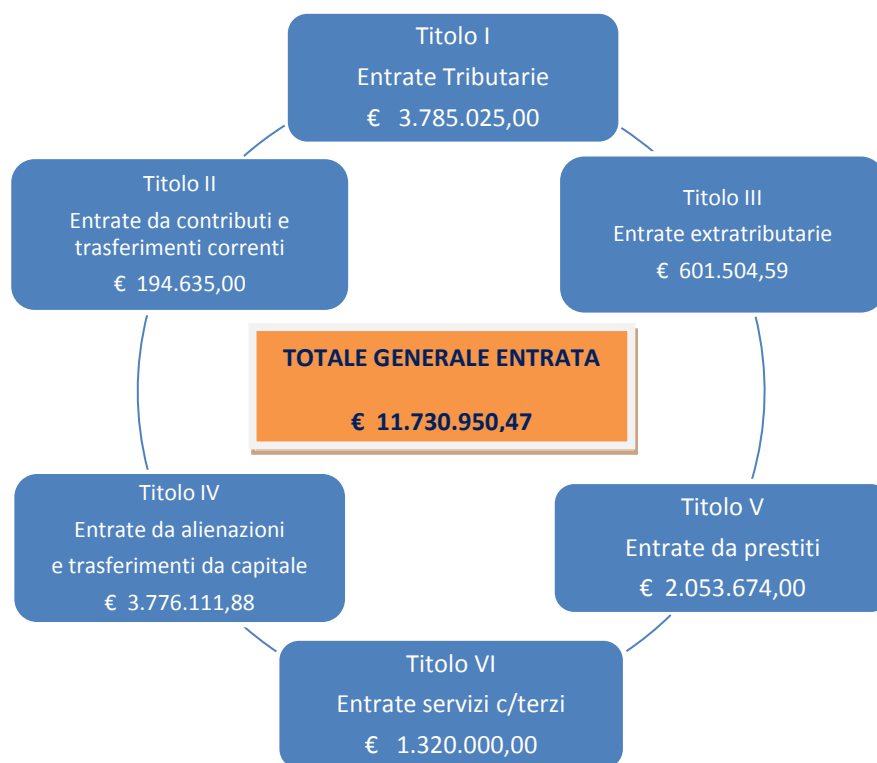 Titolo I
Entrate Tributarie
€ 3.785.025,00
Titolo II
Entrate da contributi e
trasferimenti correnti
€ 194.635,00
Titolo III
Entrate extratributarie
€ 601.504,59
TOTALE GENERALE ENTRATA
€ 11.730.950,47
Titolo IV
Entrate da alienazioni
e trasferimenti da capitale
€ 3.776.111,88
Titolo V
Entrate da prestiti
€ 2.053.674,00
Titolo VI
Entrate servizi c/terzi
€ 1.320.000,00